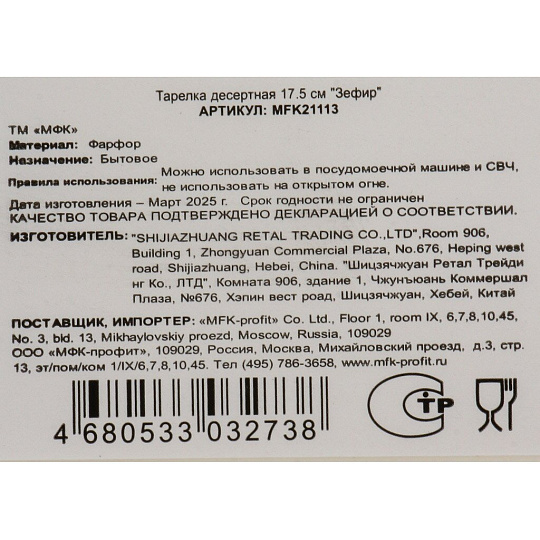 Тарелка десертная 17.5 см "Зефир"
АРТИКУЛ: MFK21113
ТМ «МФК»
Материал: Фарфор
Назначение: Бытовое
Правила использования: Можно использовать в посудомоечной машине и СВЧ,
не использовать на открытом огне.
Дата изготовления – Март 2025 г. Срок годности не ограничен
КАЧЕСТВО ТОВАРА ПОДТВЕРЖДЕНО ДЕКЛАРАЦИЕЙ О СООТВЕТСТВИИ.
ИЗГОТОВИТЕЛЬ: "SHIJIAZHUANG RETAL TRADING CO.,LTD",Room 906,
Building 1, Zhongyuan Commercial Plaza, No.676, Heping west
road, Shijiazhuang, Hebei, China. "Шицзячжуан Ретал Трейди
нг Ко., ЛТД", Комната 906, здание 1, Чжунъюань Коммершал
Плаза, №676, Хэпин вест роад, Шицзячжуан, Хебей, Китай
ПОСТАВЩИК, ИМПОРТЕР: «MFK-profit» Co. Ltd., Floor 1, room IX, 6,7,8,10,45,
No. 3, bld. 13, Mikhaylovskiy proezd, Moscow, Russia, 109029
ООО «МФК-профит», 109029, Россия, Москва, Михайловский проезд, д.3, стр.
13, эт/пом/ком 1/IX/6,7,8,10,45. Тел. (495) 786-3658, www.mfk-profit.ru
4 680533 032738
СТР